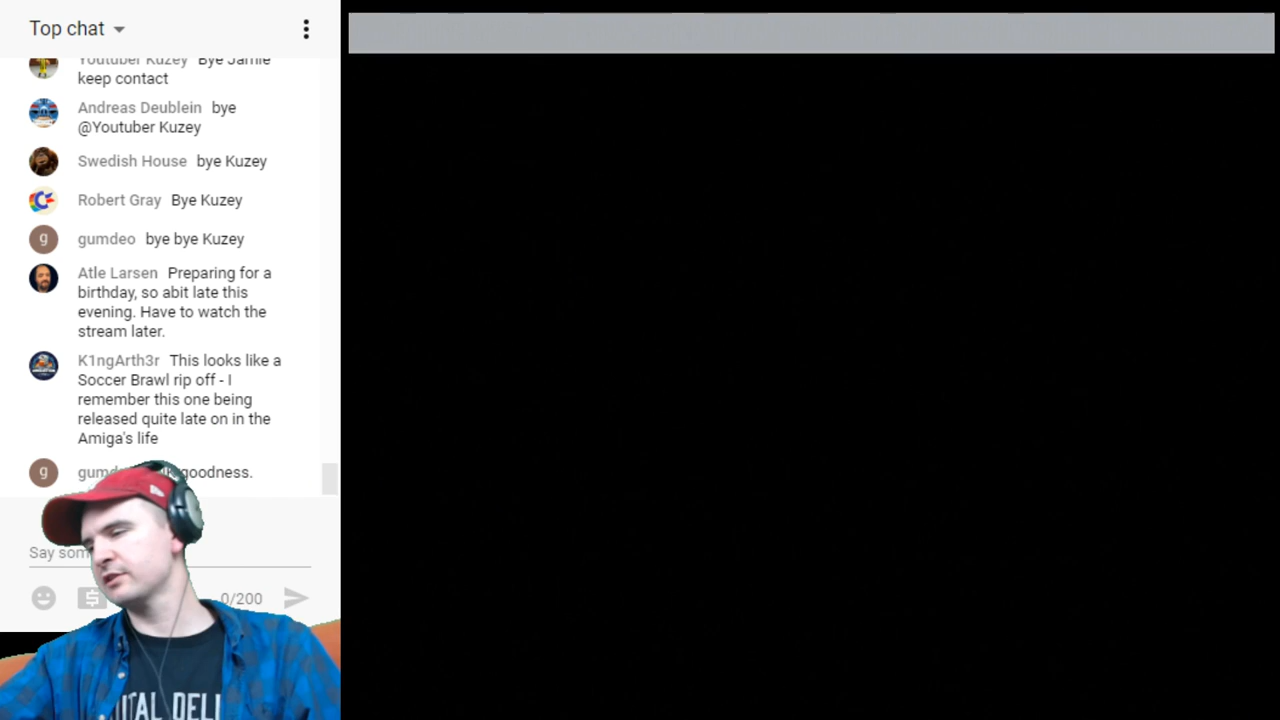 Top chat
Youtuber Kuzey Bye Jamie
keep contact
Andreas Deublein bye
@Youtuber Kuzey
Swedish House bye Kuzey
Robert Gray Bye Kuzey
g gumdeo bye bye Kuzey
Atle Larsen Preparing for a
birthday, so abit late this
evening. Have to watch the
stream later.
K1ngArth3r This looks like a
Soccer Brawl rip off - I
remember this one being
released quite late on in the
Amiga's life
g goodness.
Say
0/200